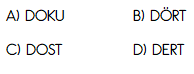 A) DOKU B) DÖRT
C) DOST D) DERT